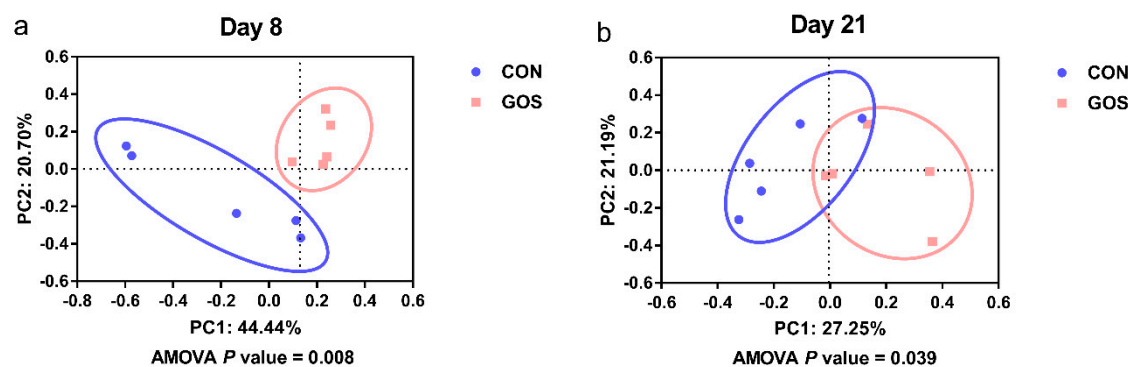 a
Day 8
0.6
0.4
0.2
0.0
-0.2
-0.4
-0.6
PC2: 20.70%
-0.8 -0.6 -0.4 -0.2 0.0 0.2 0.4 0.6
PC1: 44.44%
AMOVA P value = 0.008
CON
GOS
b
Day 21
0.6
0.4
0.2
0.0
-0.2
-0.4
-0.6
PC2: 21.19%
-0.6 -0.4 -0.2 0.0 0.2 0.4 0.6
PC1: 27.25%
AMOVA P value = 0.039
CON
GOS